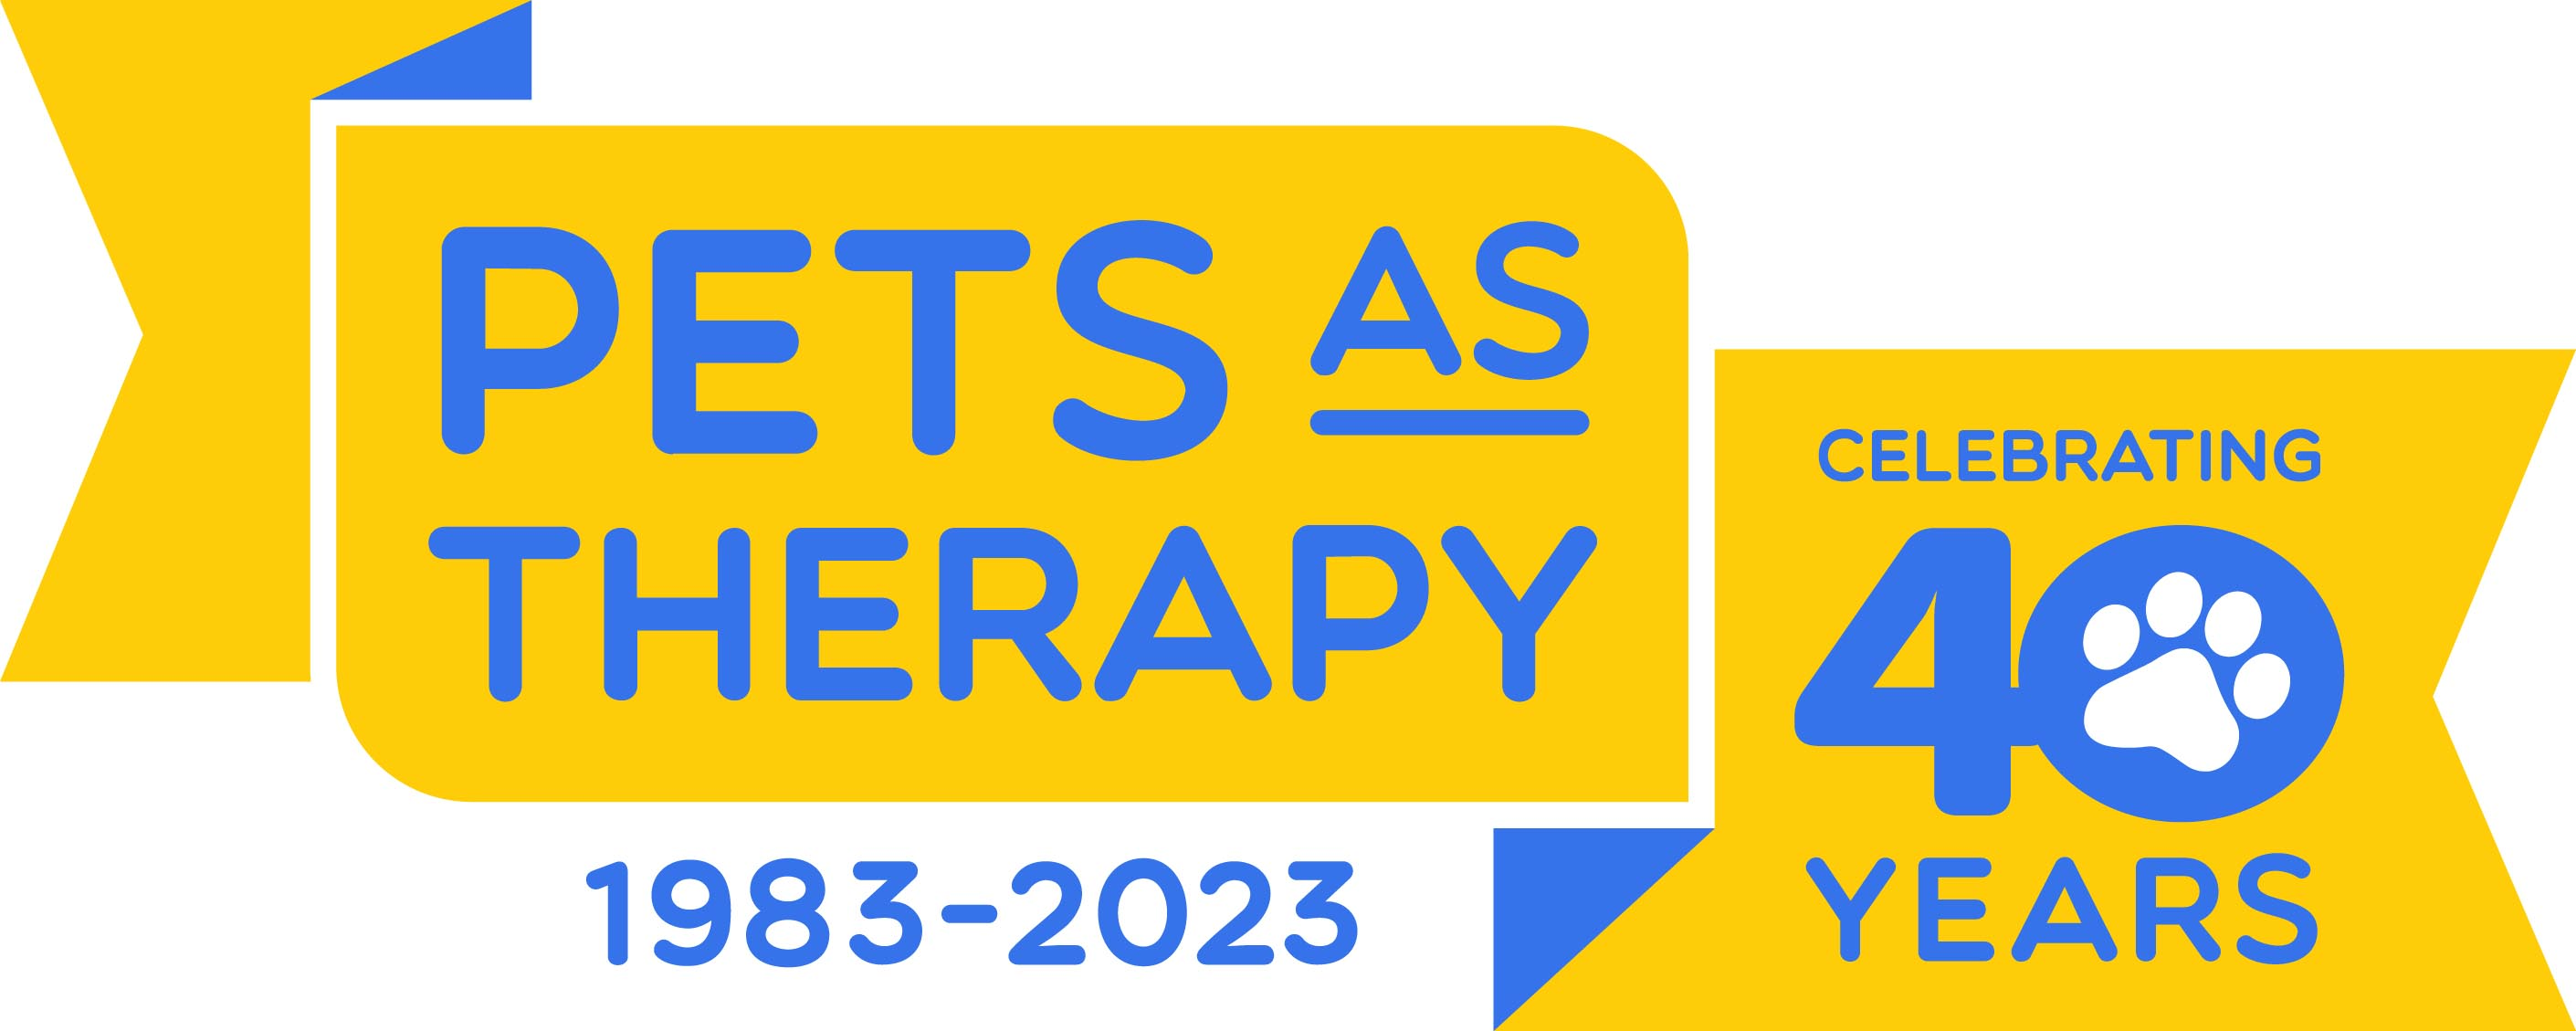 PETS AS
THERAPY
1983-2023
CELEBRATING
40
YEARS